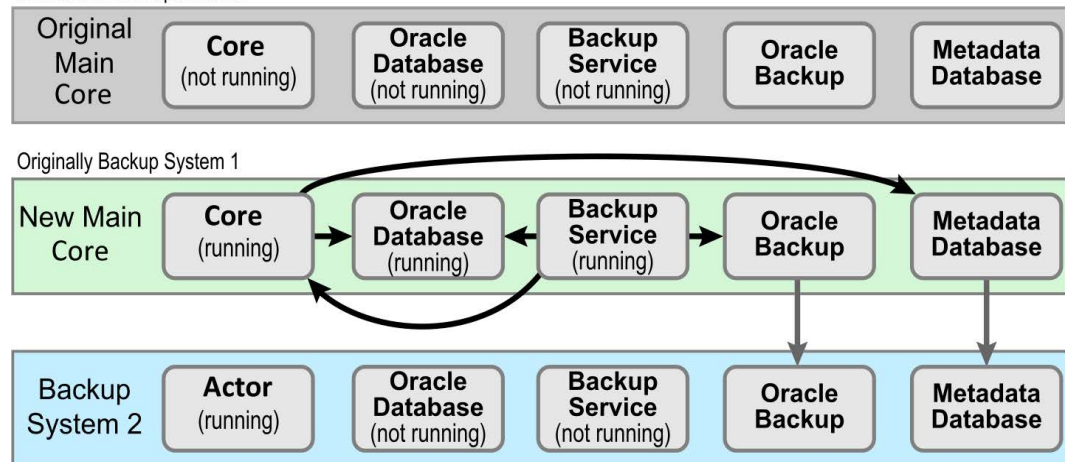 Original
Main
Core
Core
(not running)
Oracle
Database
(not running)
Backup
Service
(not running)
Oracle
Backup
Metadata
Database
Originally Backup System 1
New Main
Core
Core
(running)
Oracle
Database
(running)
Backup
Service
(running)
Oracle
Backup
Metadata
Database
Backup
System 2
Actor
(running)
Oracle
Database
(not running)
Backup
Service
(not running)
Oracle
Backup
Metadata
Database